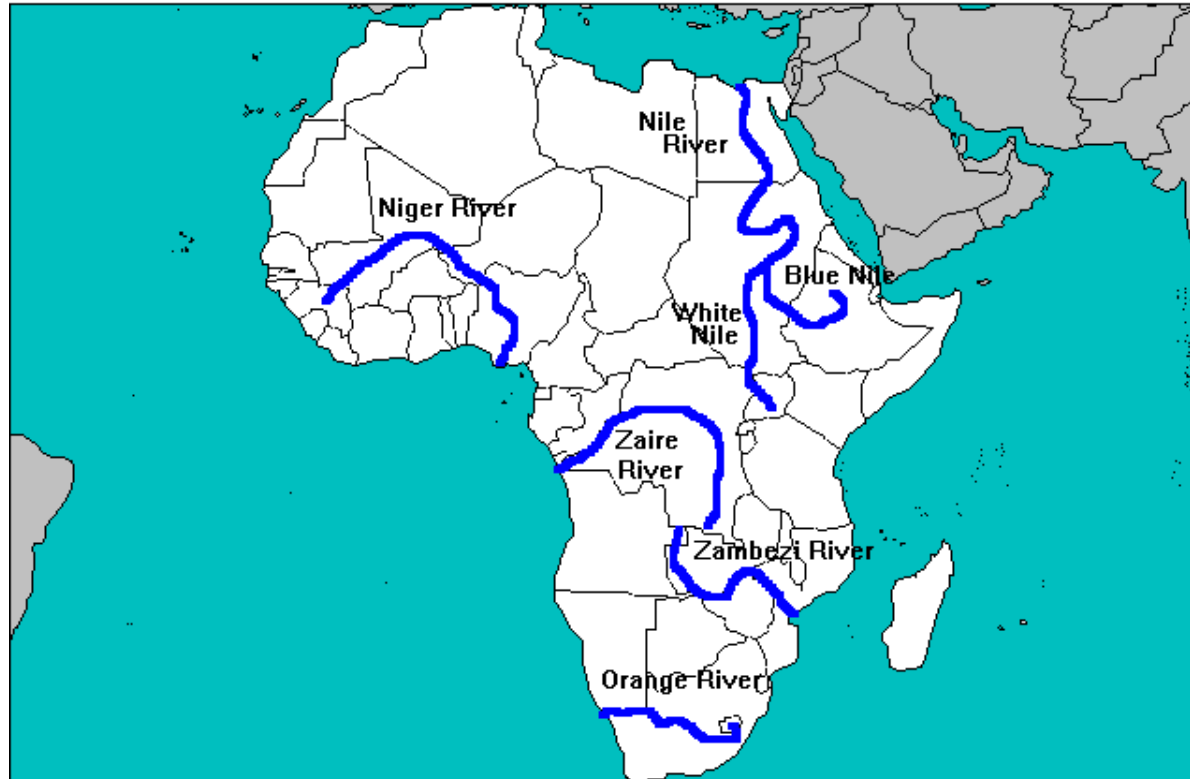 Nile
River
Niger River
Blue Nile
White
Nile
Zaire
River
Zambezi River
Orange River